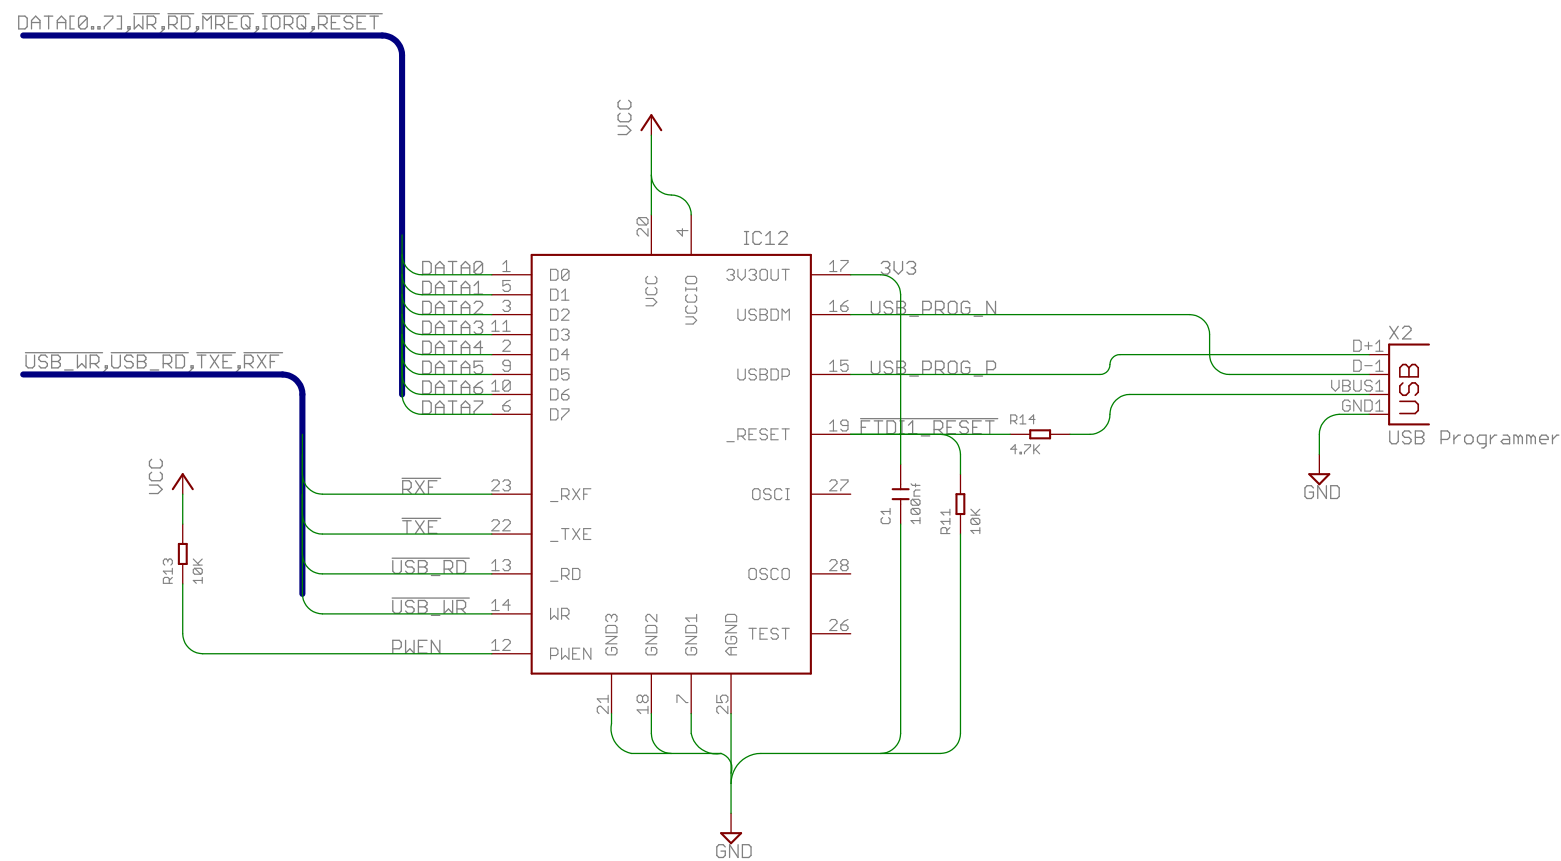 DATA[0..7],WR,RD,MREQ,IORQ,RESET
VCC
20
4
IC12
DATA0 1 D0
DATA1 5 D1
DATA2 3 D2
DATA3 11 D3
DATA4 2 D4
DATA5 9 D5
DATA6 10 D6
DATA7 6 D7
VCC
VCCIO
3V3OUT 17 3V3
USBDM 16 USB_PROG_N
USBDP 15 USB_PROG_P
_RESET 19 FTDI1_RESET
R14
4.7K
X2
D+1
D-1
VBUS1
GND1
USB
USB Programmer
GND
USB_WR,USB_RD,TXE,RXF
VCC
R13
10K
RXF 23 _RXF
TXE 22 _TXE
USB_RD 13 _RD
USB_WR 14 WR
PWEN 12 PWEN
OSCI 27
OSCO 28
TEST 26
C1
100nf
R11
10K
GND3
GND2
GND1
AGND
21
18
7
25
GND